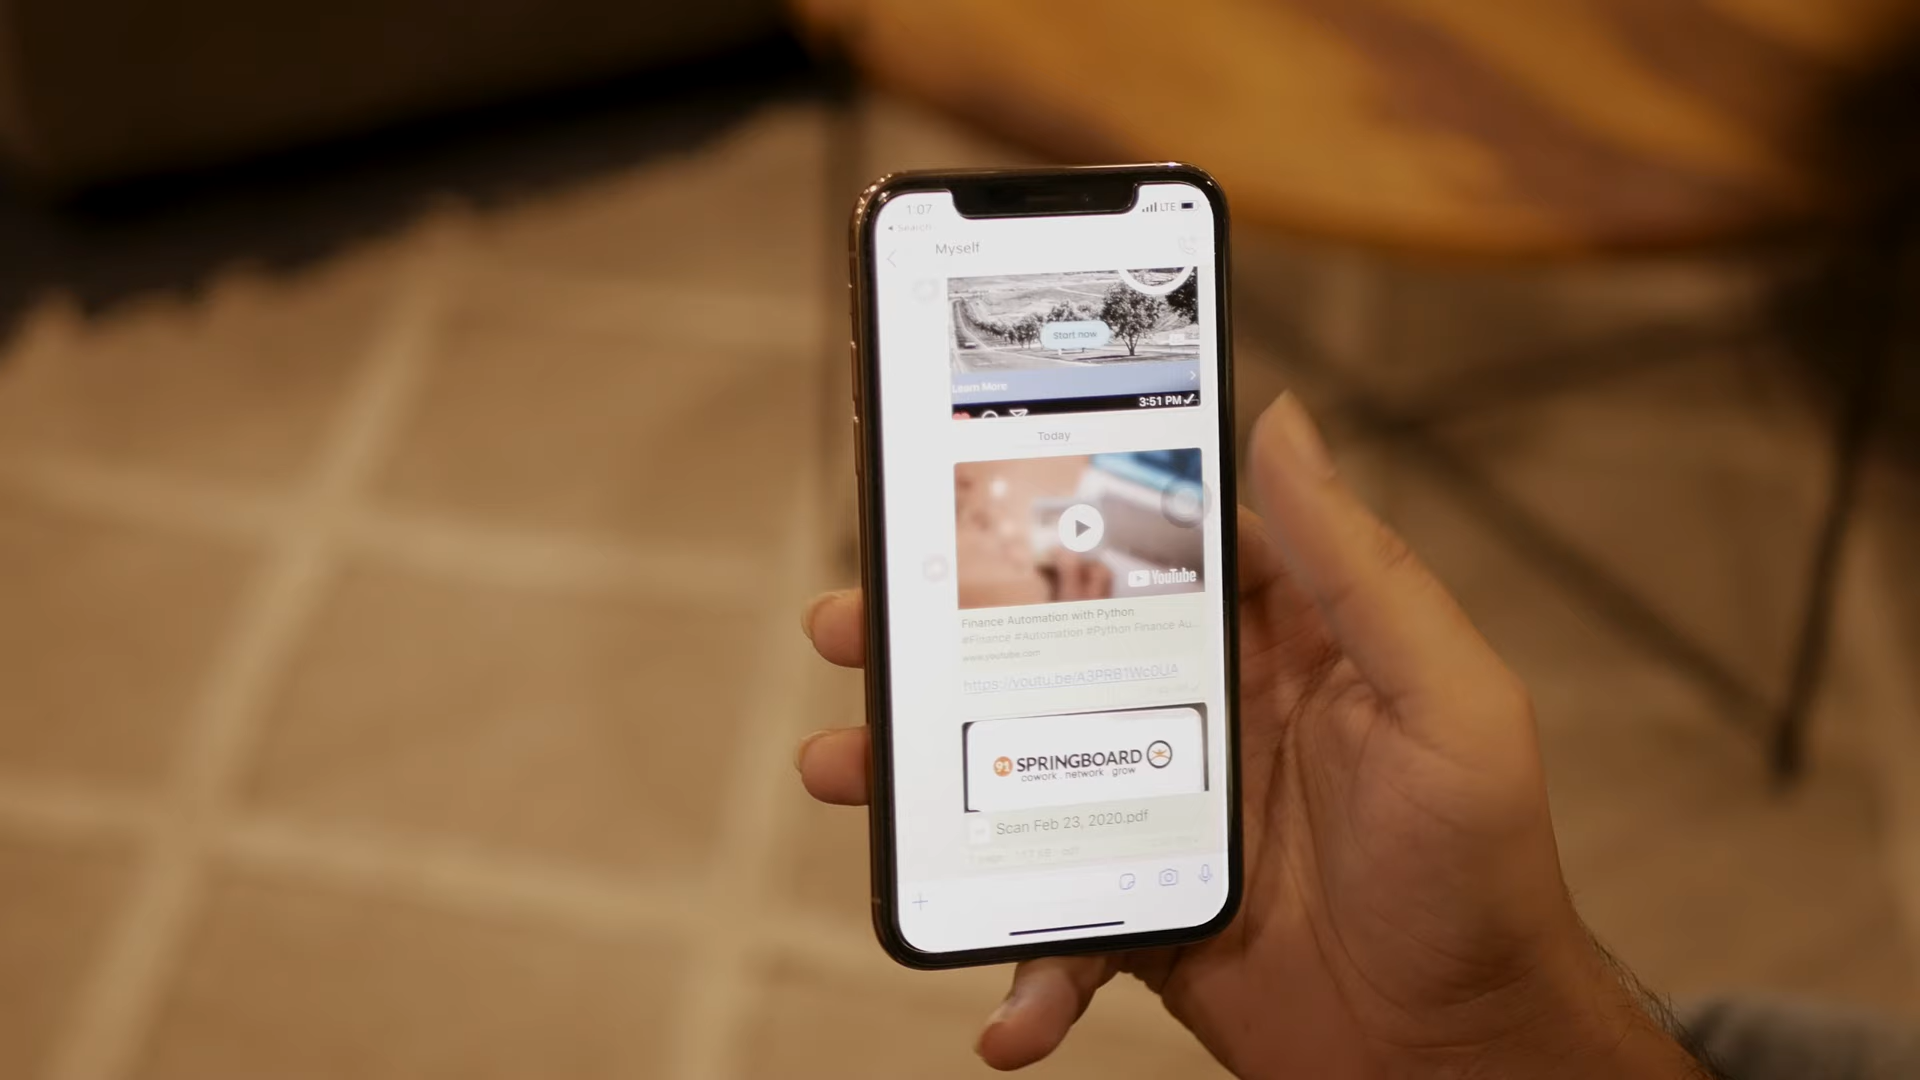 1:07
LTE
Search
Myself
Start now
Learn More
3:51 PM
Today
YouTube
Finance Automation with Python
#Finance #Automation #Python Finance Au...
www.youtube.com
https://youtu.be/A3PRB1Wc0UA
91 SPRINGBOARD
cowork . network . grow
Scan Feb 23, 2020.pdf